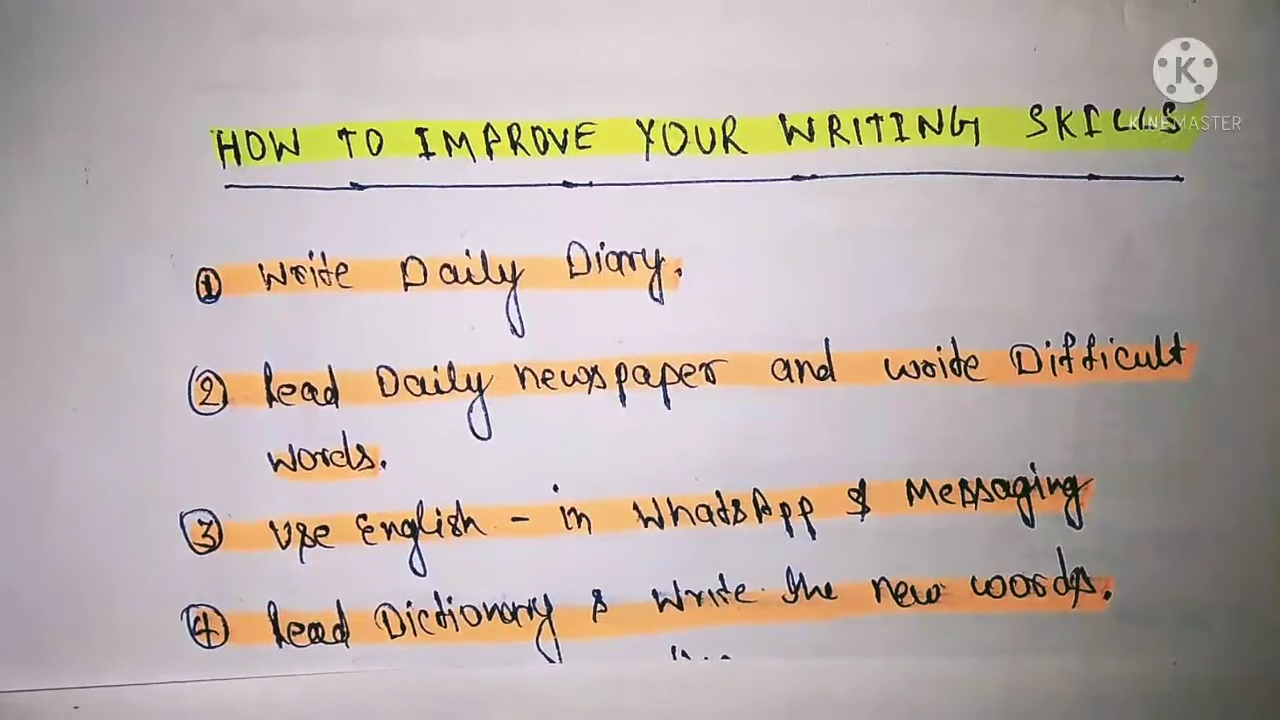 HOW TO IMPROVE YOUR WRITING SKILLS
K
KINEMASTER
① Write Daily Diary.
② Read Daily newspaper and write Difficult
words.
③ Use English - in WhatsApp & Messaging
④ Read Dictionary & Write the new words.